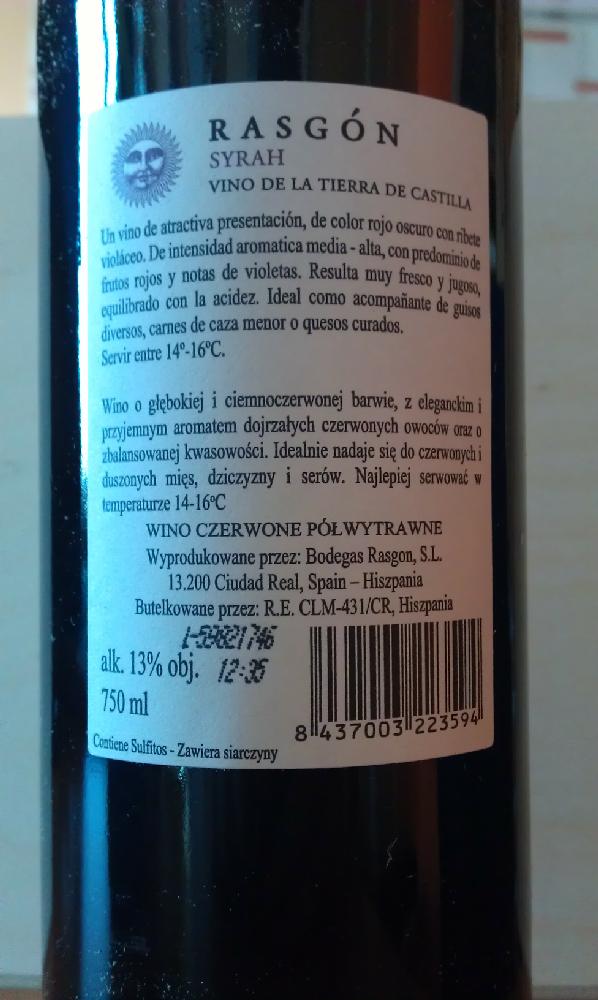 RASGÓN
SYRAH
VINO DE LA TIERRA DE CASTILLA
Un vino de atractiva presentación, de color rojo oscuro con ribete
violáceo. De intensidad aromatica media - alta, con predominio de
frutos rojos y notas de violetas. Resulta muy fresco y jugoso,
equilibrado con la acidez. Ideal como acompañante de guisos
diversos, carnes de caza menor o quesos curados.
Servir entre 14º-16ºC.
Wino o głębokiej i ciemnoczerwonej barwie, z eleganckim i
przyjemnym aromatem dojrzałych czerwonych owoców oraz o
zbalansowanej kwasowości. Idealnie nadaje się do czerwonych i
duszonych mięs, dziczyzny i serów. Najlepiej serwować w
temperaturze 14-16ºC
WINO CZERWONE PÓŁWYTRAWNE
Wyprodukowane przez: Bodegas Rasgon, S.L.
13.200 Ciudad Real, Spain – Hiszpania
Butelkowane przez: R.E. CLM-431/CR, Hiszpania
alk. 13% obj. 12:35
750 ml
8 437003 223594
Contiene Sulfitos - Zawiera siarczyny